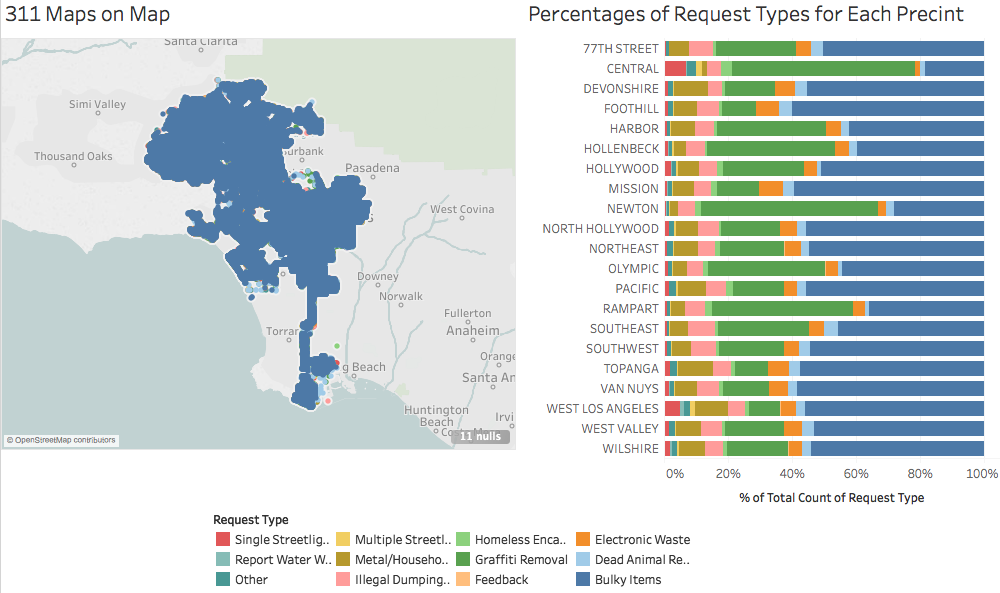 311 Maps on Map
Santa Clarita
Simi Valley
Thousand Oaks
urbank
Pasadena
West Covina
Downey
Norwalk
Fullerton
Torrar
Anaheim
g Beach
Orange
Santa An
Huntington
Beach
Irvi
© OpenStreetMap contributors
11 nulls
Percentages of Request Types for Each Precint
77TH STREET
CENTRAL
DEVONSHIRE
FOOTHILL
HARBOR
HOLLENBECK
HOLLYWOOD
MISSION
NEWTON
NORTH HOLLYWOOD
NORTHEAST
OLYMPIC
PACIFIC
RAMPART
SOUTHEAST
SOUTHWEST
TOPANGA
VAN NUYS
WEST LOS ANGELES
WEST VALLEY
WILSHIRE
0% 20% 40% 60% 80% 100%
% of Total Count of Request Type
Request Type
Single Streetlig.. Multiple Streetl.. Homeless Enca.. Electronic Waste
Report Water W.. Metal/Househo.. Graffiti Removal Dead Animal Re..
Other Illegal Dumping.. Feedback Bulky Items